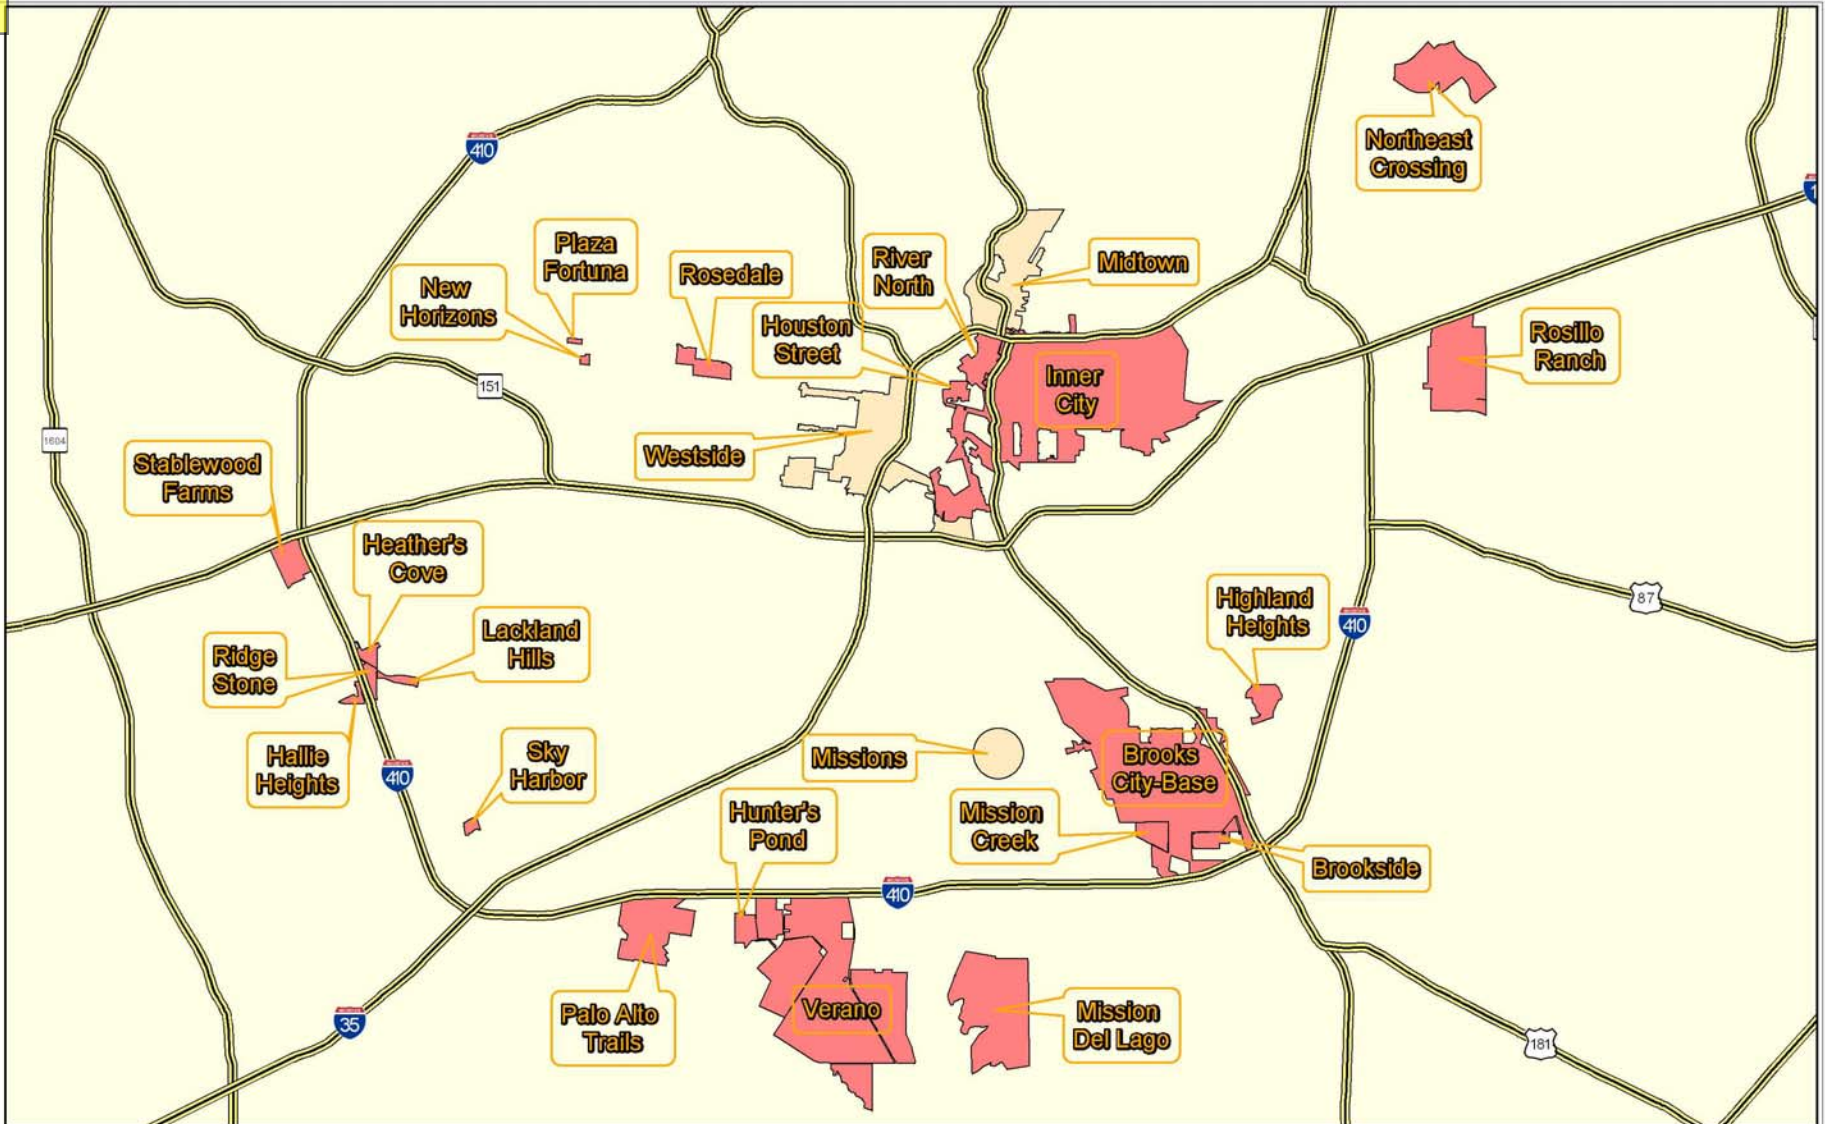 Northeast
Crossing
410
Plaza
Fortuna
New
Horizons
Rosedale
River
North
Midtown
Houston
Street
Inner
City
Rosillo
Ranch
151
1604
Westside
Stablewood
Farms
Heather's
Cove
Highland
Heights
410
87
Lackland
Hills
Ridge
Stone
Hallie
Heights
410
Sky
Harbor
Missions
Brooks
City-Base
Hunter's
Pond
Mission
Creek
Brookside
410
Palo Alto
Trails
Verano
Mission
Del Lago
35
181